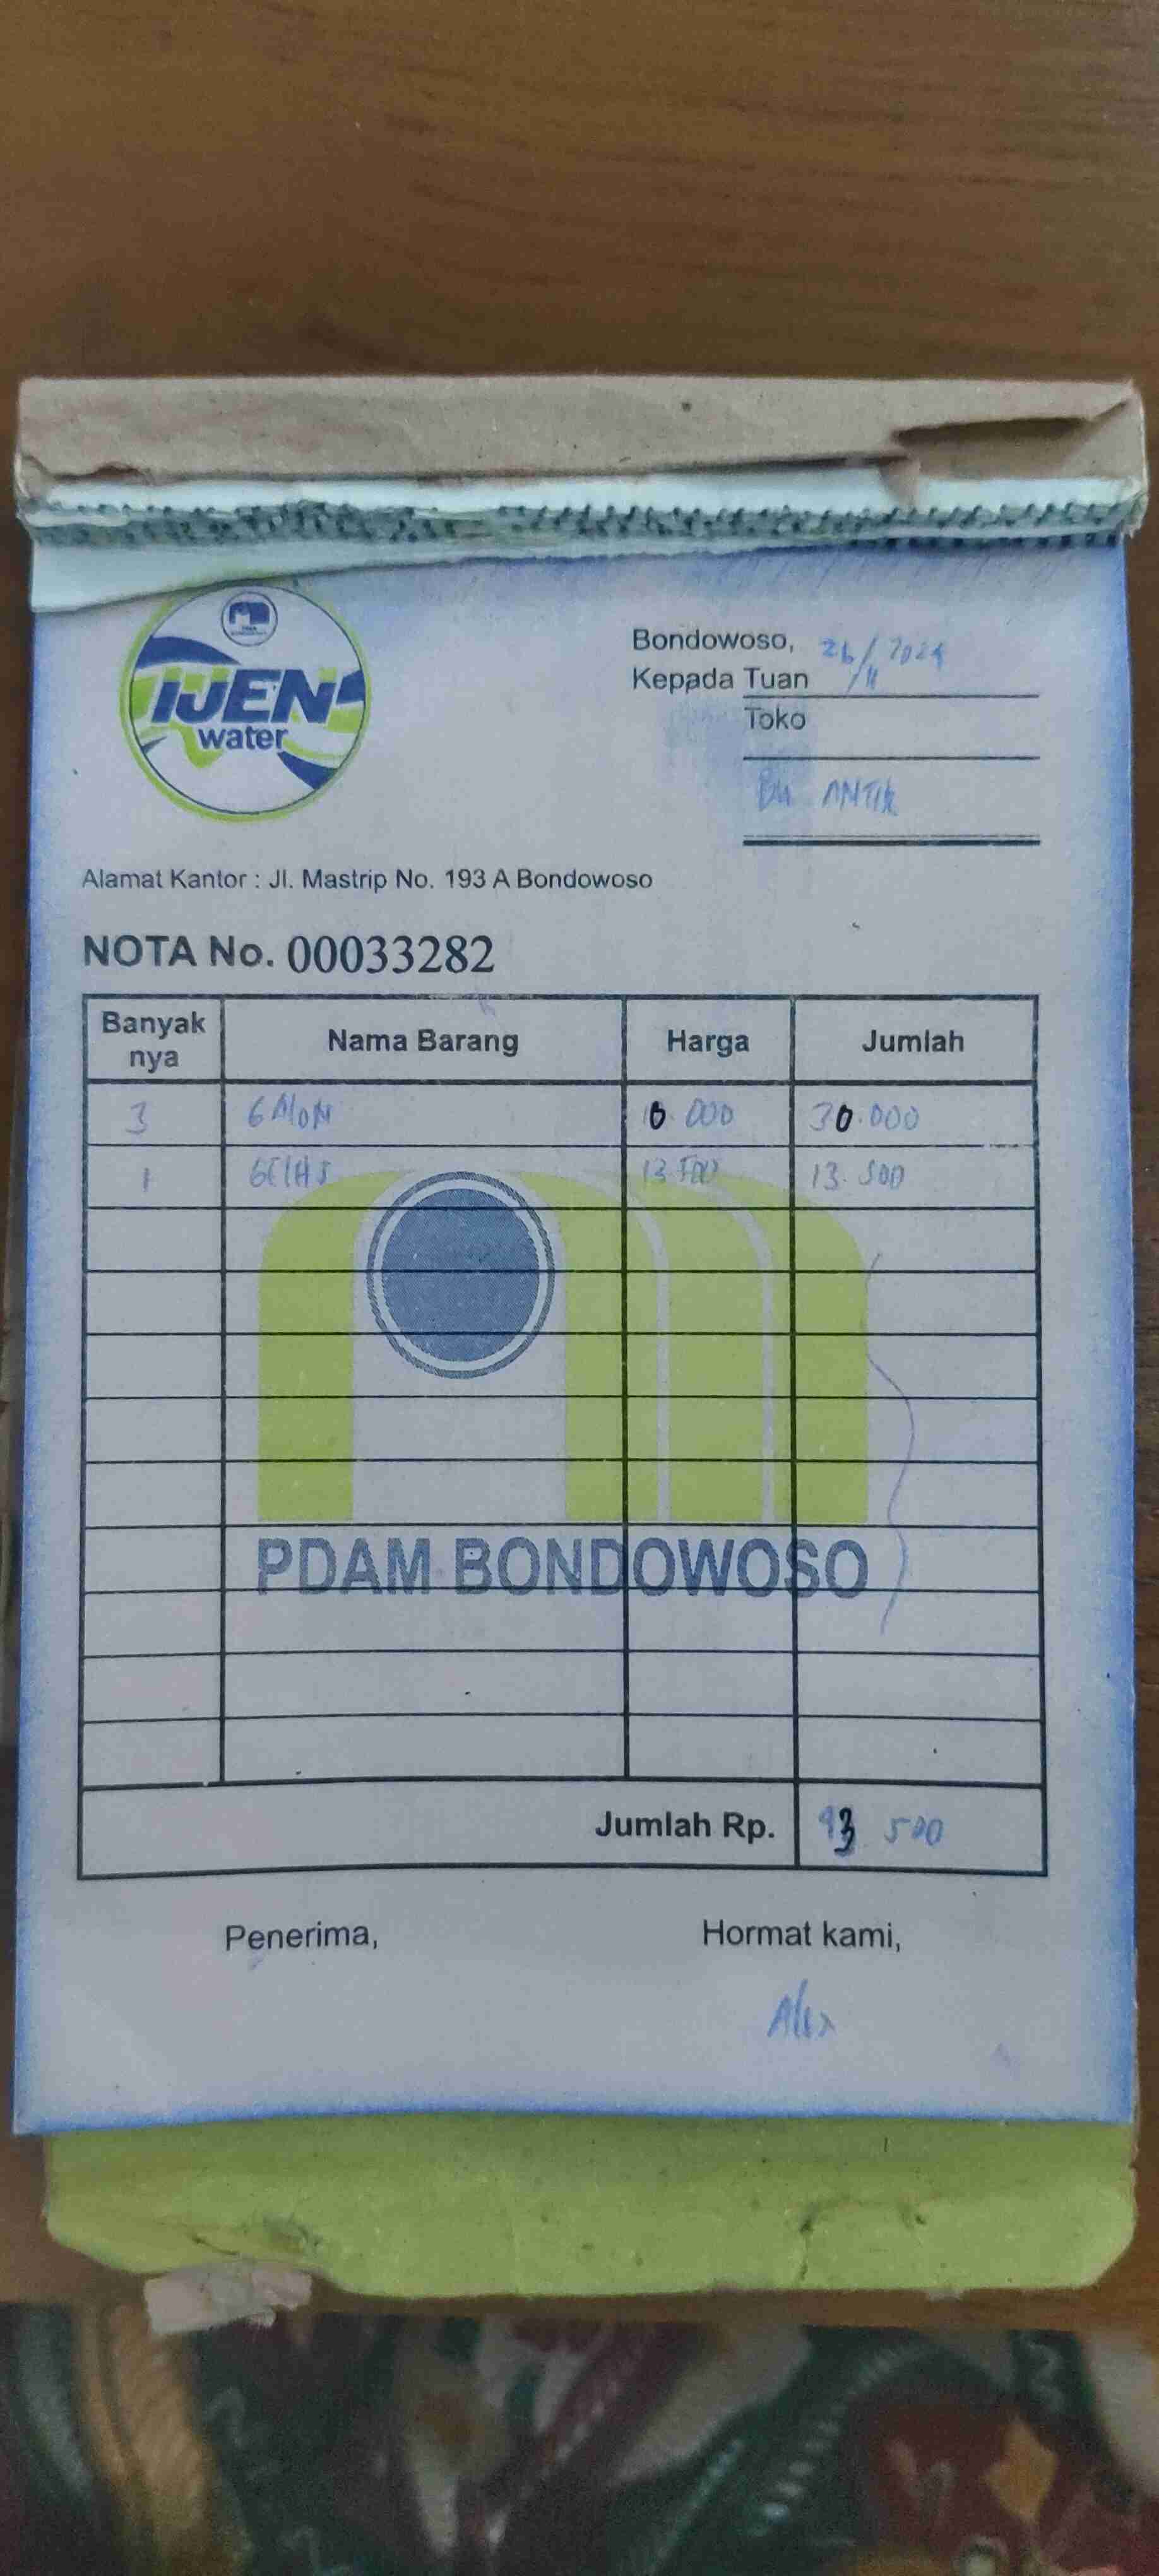 IJEN
water
Bondowoso, 26/11 2024
Kepada Tuan
Toko
BU ANTIK
Alamat Kantor : Jl. Mastrip No. 193 A Bondowoso
NOTA No. 00033282
Banyak nya Nama Barang Harga Jumlah
3 GALON 10.000 30.000
1 GELAS 13.500 13.500
PDAM BONDOWOSO
Jumlah Rp. 43.500
Penerima, Hormat kami,
Alex